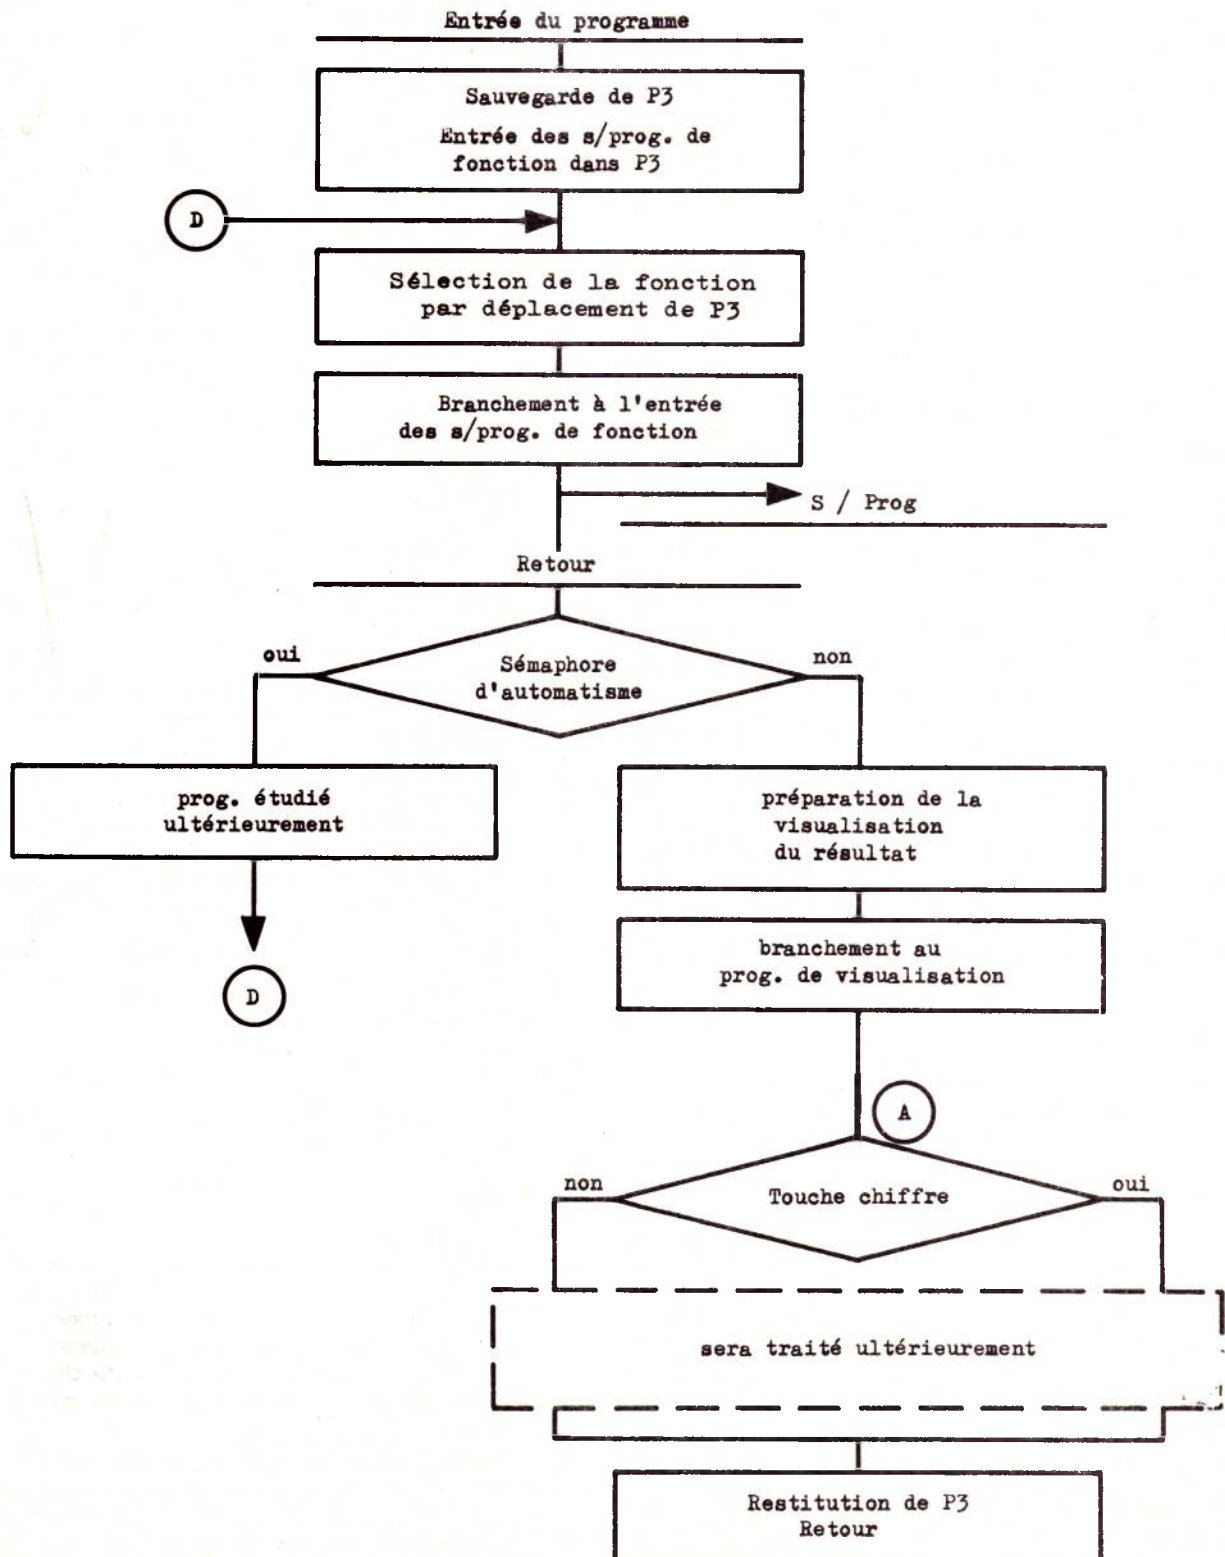 Entrée du programme
Sauvegarde de P3
Entrée des s/prog. de
fonction dans P3
D
Sélection de la fonction
par déplacement de P3
Branchement à l'entrée
des s/prog. de fonction
S / Prog
Retour
oui
Sémaphore
d'automatisme
non
prog. étudié
ultérieurement
préparation de la
visualisation
du résultat
branchement au
prog. de visualisation
D
A
non
Touche chiffre
oui
sera traité ultérieurement
Restitution de P3
Retour